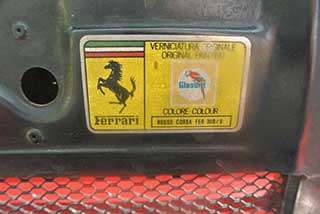 VERNICIATURA ORIGINALE
ORIGINAL PAINTING
Glasurit
Ferrari
COLORE-COLOUR
ROSSO CORSA FER 300/9